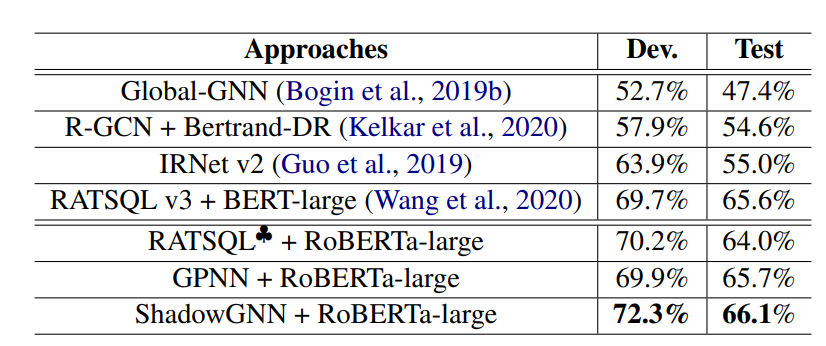 Approaches Dev. Test
Global-GNN (Bogin et al., 2019b) 52.7% 47.4%
R-GCN + Bertrand-DR (Kelkar et al., 2020) 57.9% 54.6%
IRNet v2 (Guo et al., 2019) 63.9% 55.0%
RATSQL v3 + BERT-large (Wang et al., 2020) 69.7% 65.6%
RATSQL♣ + RoBERTa-large 70.2% 64.0%
GPNN + RoBERTa-large 69.9% 65.7%
ShadowGNN + RoBERTa-large 72.3% 66.1%